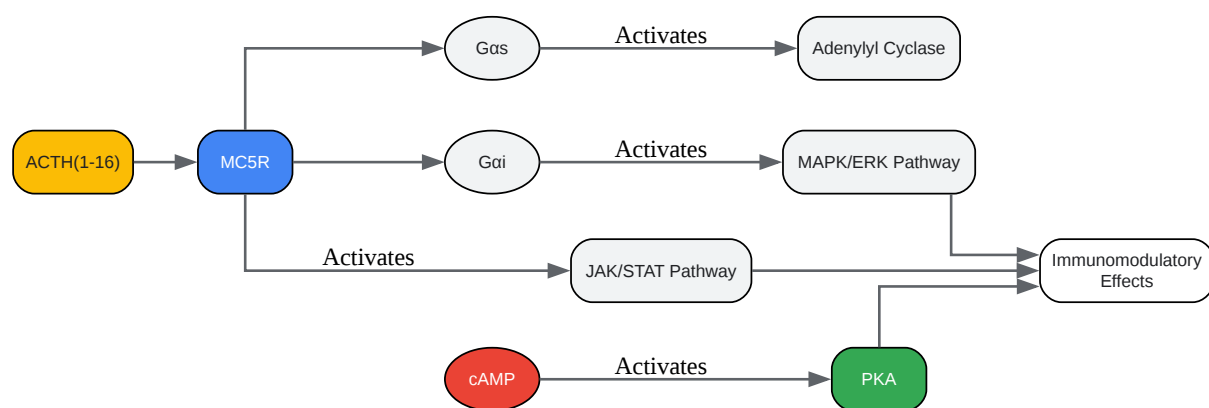 Gαs
Activates
Adenylyl Cyclase
ACTH(1-16)
MC5R
Gαi
Activates
MAPK/ERK Pathway
Activates
JAK/STAT Pathway
Immunomodulatory
Effects
cAMP
Activates
PKA